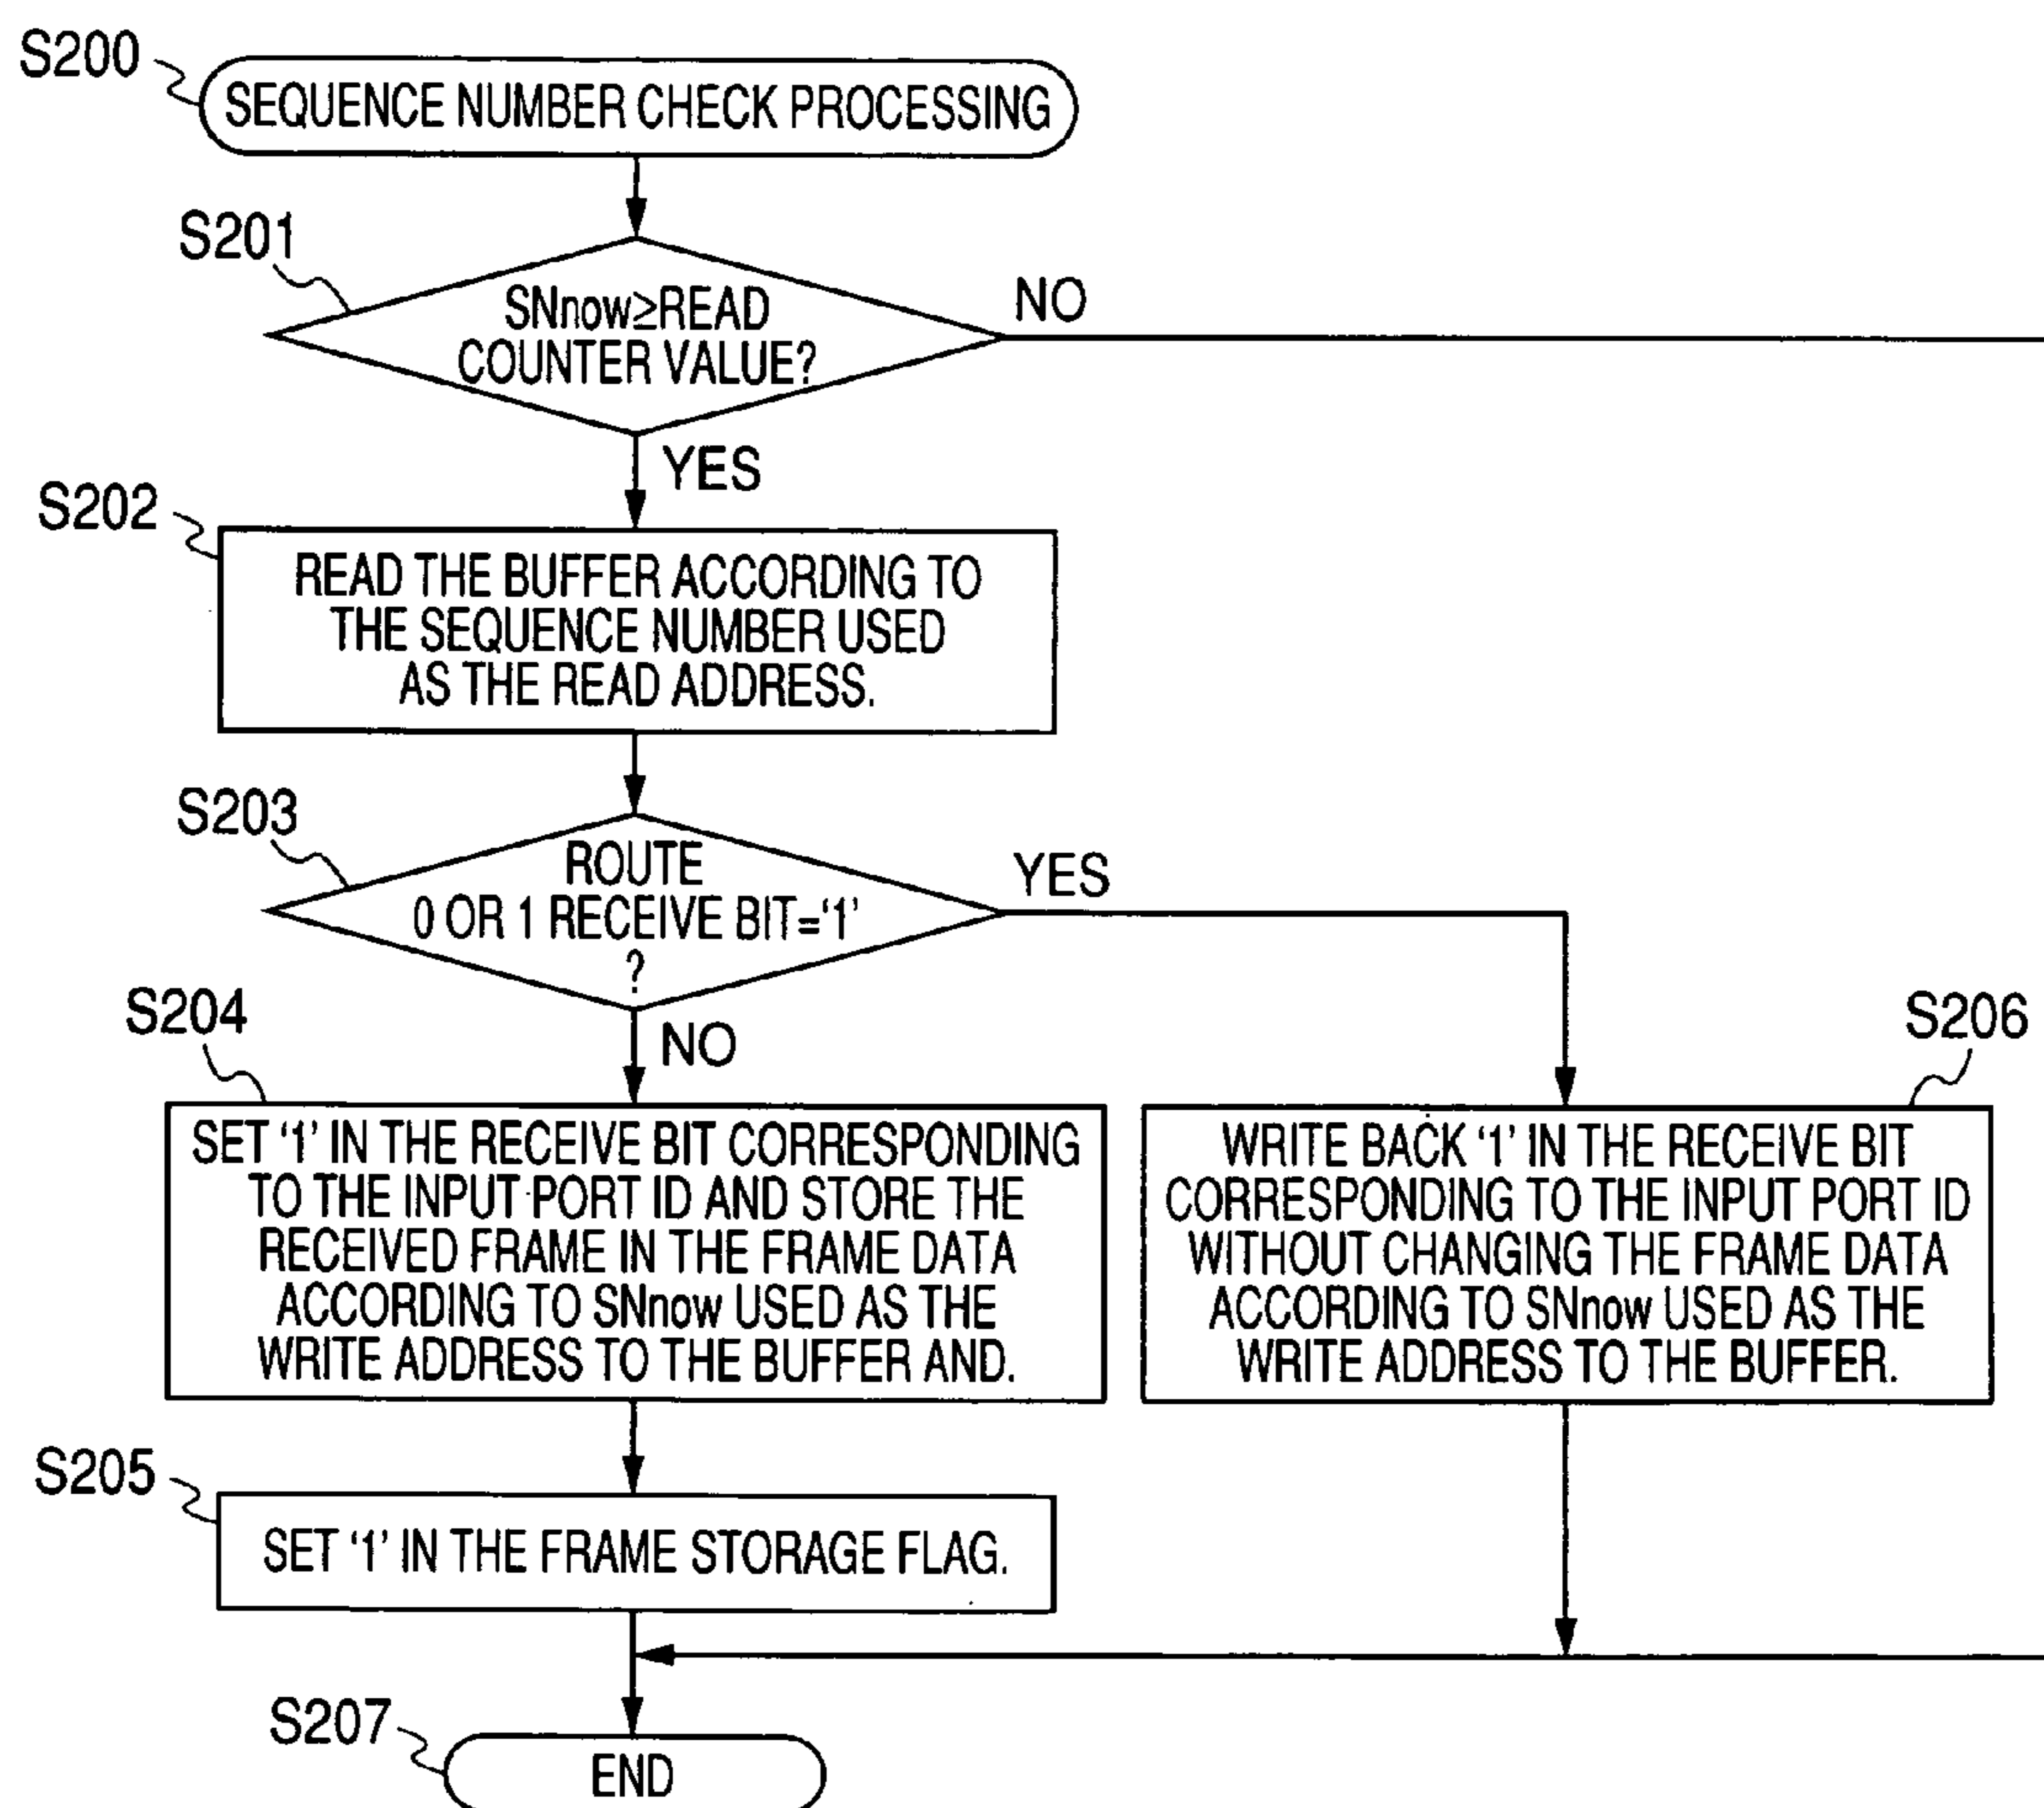 S200
SEQUENCE NUMBER CHECK PROCESSING
S201
SNnow≥READ
COUNTER VALUE?
NO
YES
S202
READ THE BUFFER ACCORDING TO
THE SEQUENCE NUMBER USED
AS THE READ ADDRESS.
S203
ROUTE
0 OR 1 RECEIVE BIT=‘1’
?
YES
NO
S204
SET ‘1’ IN THE RECEIVE BIT CORRESPONDING
TO THE INPUT PORT ID AND STORE THE
RECEIVED FRAME IN THE FRAME DATA
ACCORDING TO SNnow USED AS THE
WRITE ADDRESS TO THE BUFFER AND.
S206
WRITE BACK ‘1’ IN THE RECEIVE BIT
CORRESPONDING TO THE INPUT PORT ID
WITHOUT CHANGING THE FRAME DATA
ACCORDING TO SNnow USED AS THE
WRITE ADDRESS TO THE BUFFER.
S205
SET ‘1’ IN THE FRAME STORAGE FLAG.
S207
END